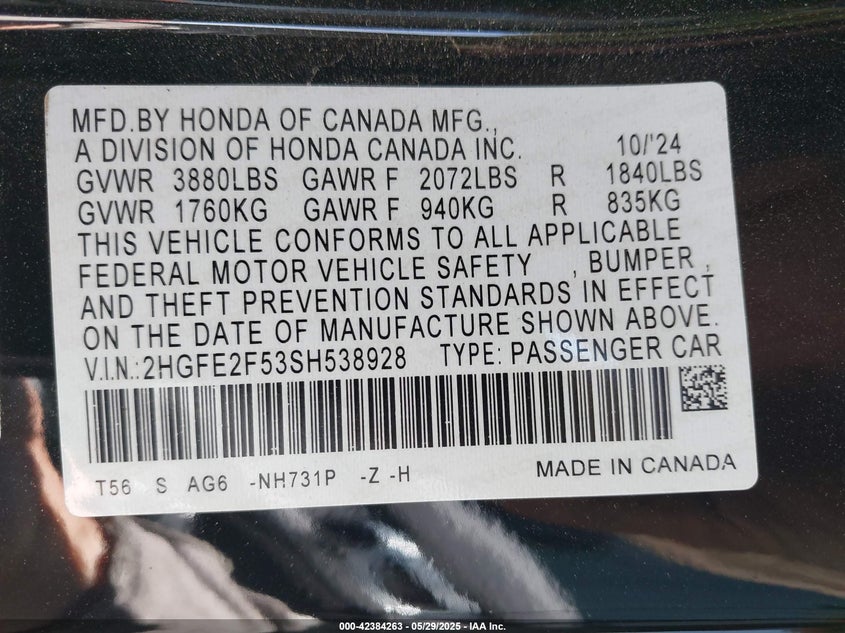 MFD.BY HONDA OF CANADA MFG.,
A DIVISION OF HONDA CANADA INC. 10/'24
GVWR 3880LBS GAWR F 2072LBS R 1840LBS
GVWR 1760KG GAWR F 940KG R 835KG
THIS VEHICLE CONFORMS TO ALL APPLICABLE
FEDERAL MOTOR VEHICLE SAFETY , BUMPER ,
AND THEFT PREVENTION STANDARDS IN EFFECT
ON THE DATE OF MANUFACTURE SHOWN ABOVE.
V.I.N.:2HGFE2F53SH538928 TYPE: PASSENGER CAR
T56 S AG6 -NH731P -Z -H MADE IN CANADA
000-42384263 - 05/29/2025 - IAA Inc.